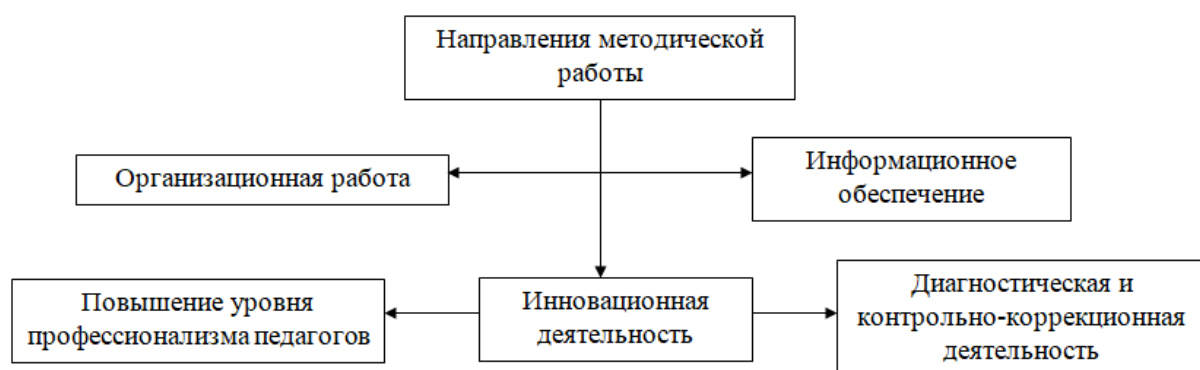 Направления методической
работы
Организационная работа
Информационное
обеспечение
Повышение уровня
профессионализма педагогов
Инновационная
деятельность
Диагностическая и
контрольно-коррекционная
деятельность